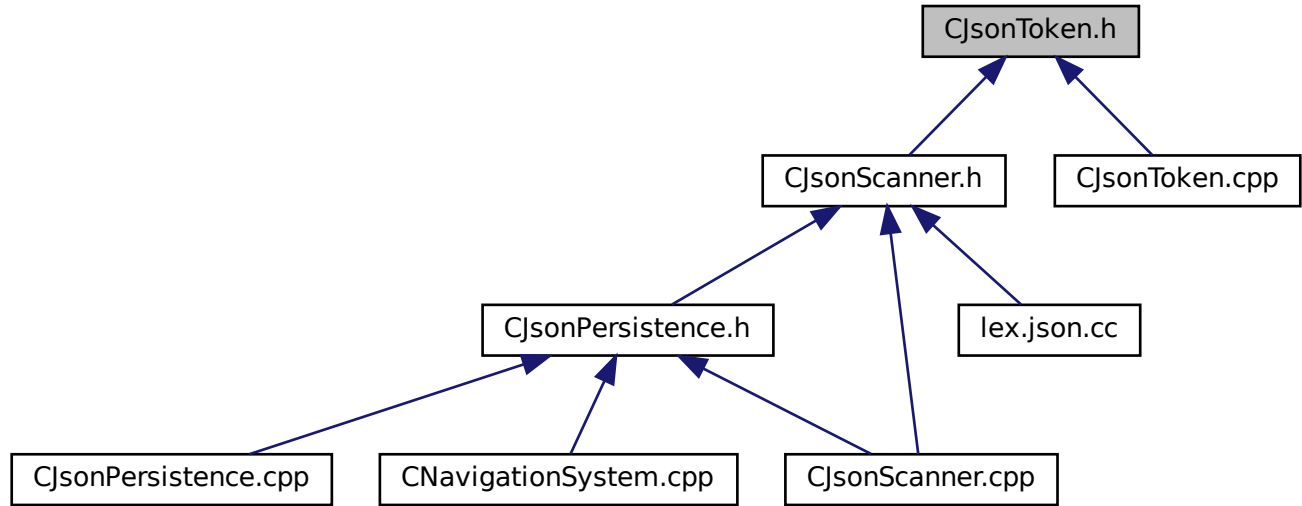 CJsonToken.h
CJsonScanner.h
CJsonToken.cpp
CJsonPersistence.h
lex.json.cc
CJsonPersistence.cpp
CNavigationSystem.cpp
CJsonScanner.cpp